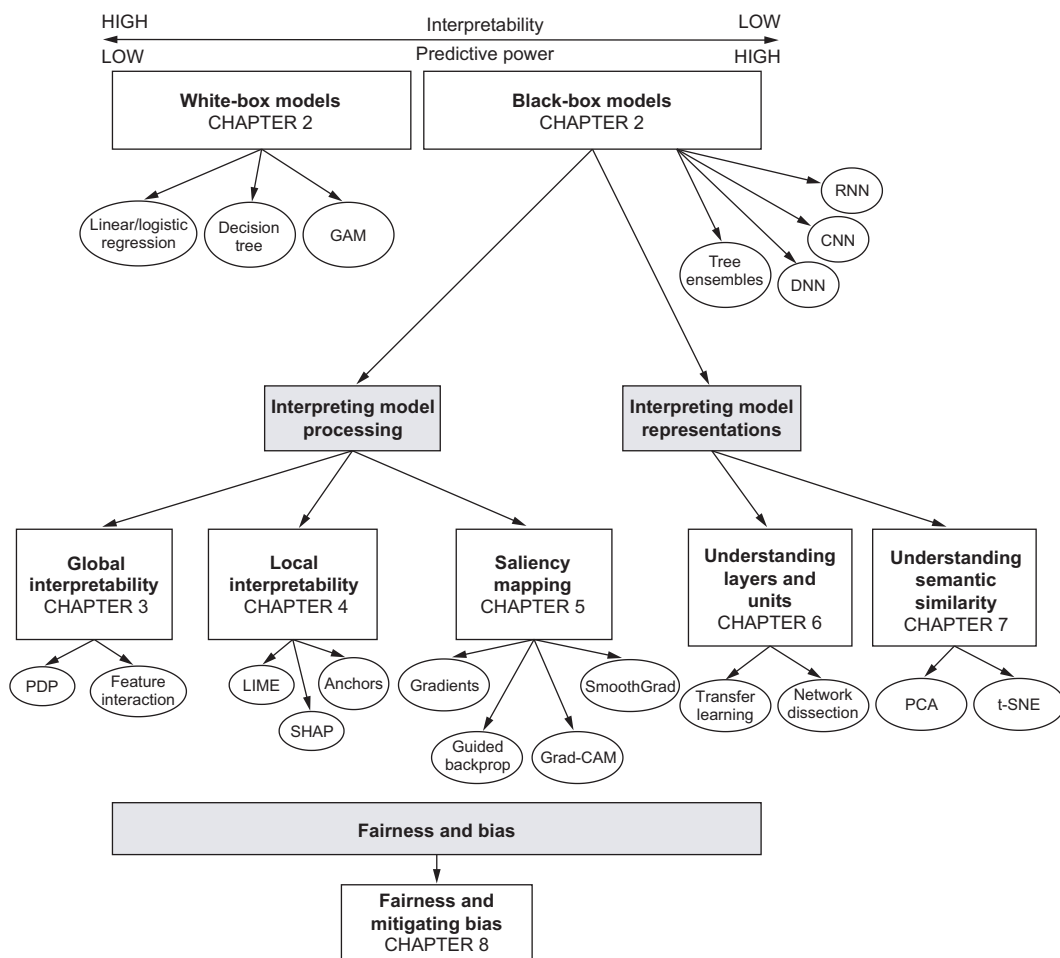 HIGH
Interpretability
LOW
LOW
Predictive power
HIGH
White-box models
CHAPTER 2
Black-box models
CHAPTER 2
Linear/logistic
regression
Decision
tree
GAM
RNN
CNN
Tree
ensembles
DNN
Interpreting model
processing
Interpreting model
representations
Global
interpretability
CHAPTER 3
Local
interpretability
CHAPTER 4
Saliency
mapping
CHAPTER 5
Understanding
layers and
units
CHAPTER 6
Understanding
semantic
similarity
CHAPTER 7
PDP
Feature
interaction
LIME
SHAP
Anchors
Gradients
Guided
backprop
Grad-CAM
SmoothGrad
Transfer
learning
Network
dissection
PCA
t-SNE
Fairness and bias
Fairness and
mitigating bias
CHAPTER 8